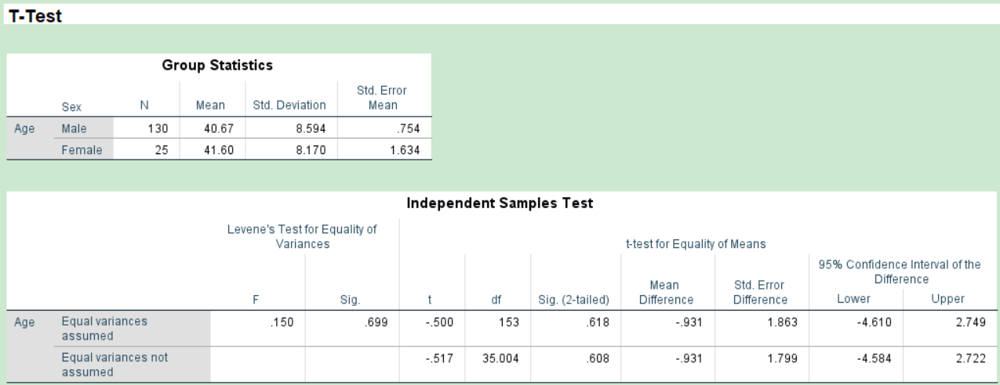 T-Test
Group Statistics
Sex N Mean Std. Deviation Std. Error Mean
Age Male 130 40.67 8.594 .754
Female 25 41.60 8.170 1.634
Independent Samples Test
Levene's Test for Equality of Variances
t-test for Equality of Means
95% Confidence Interval of the Difference
F Sig. t df Sig. (2-tailed) Mean Difference Std. Error Difference Lower Upper
Age Equal variances assumed .150 .699 -.500 153 .618 -.931 1.863 -4.610 2.749
Equal variances not assumed -.517 35.004 .608 -.931 1.799 -4.584 2.722